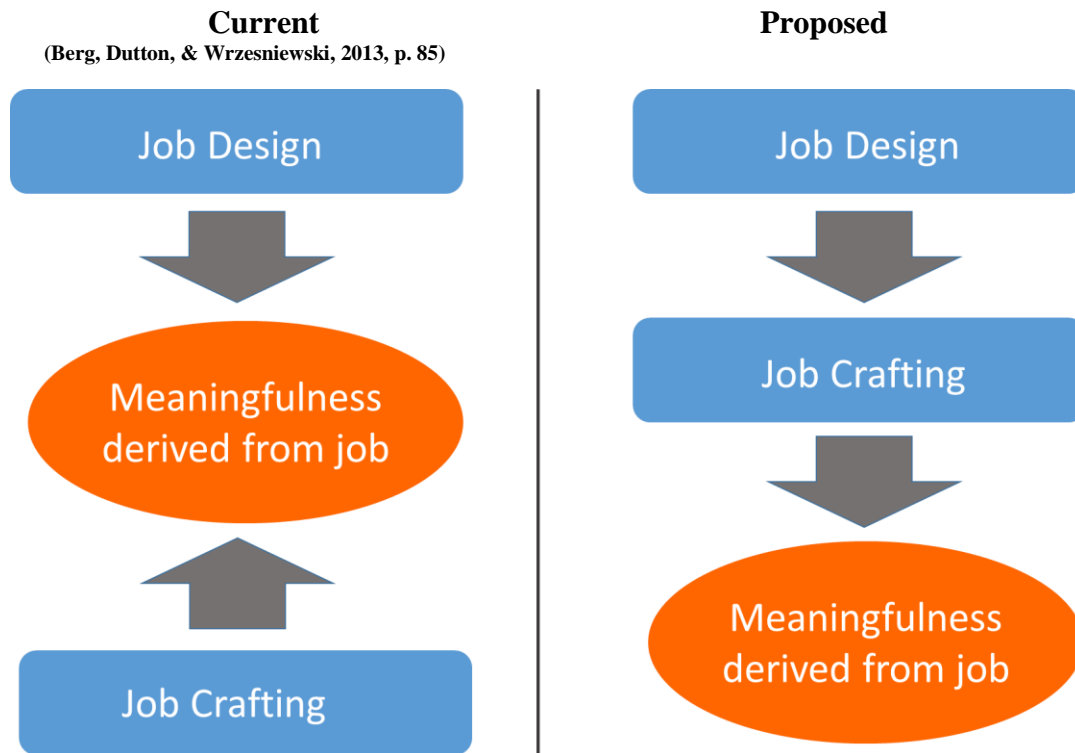 Current
(Berg, Dutton, & Wrzesniewski, 2013, p. 85)
Job Design
Meaningfulness
derived from job
Job Crafting
Proposed
Job Design
Job Crafting
Meaningfulness
derived from job